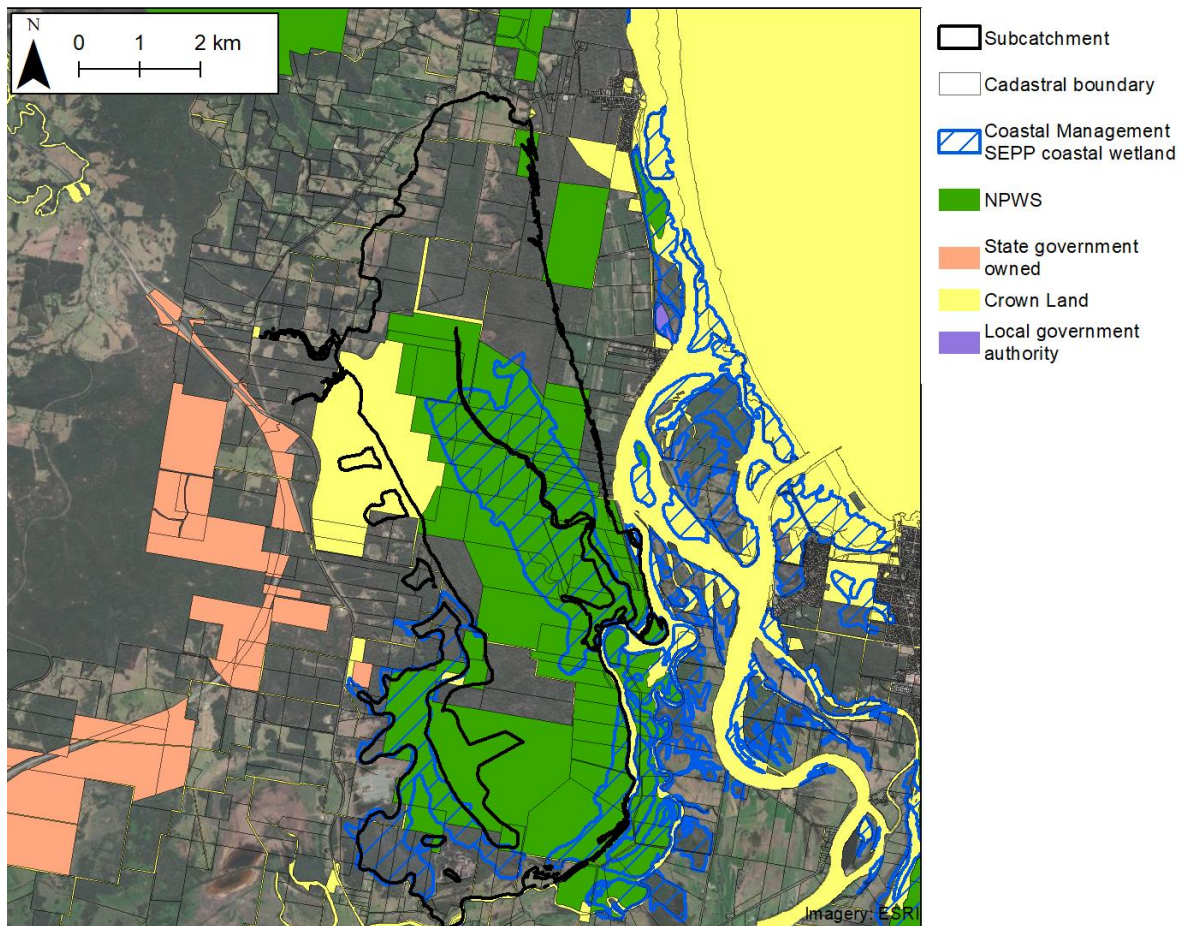 N
0 1 2 km
Subcatchment
Cadastral boundary
Coastal Management
SEPP coastal wetland
NPWS
State government
owned
Crown Land
Local government
authority
Imagery: ESRI